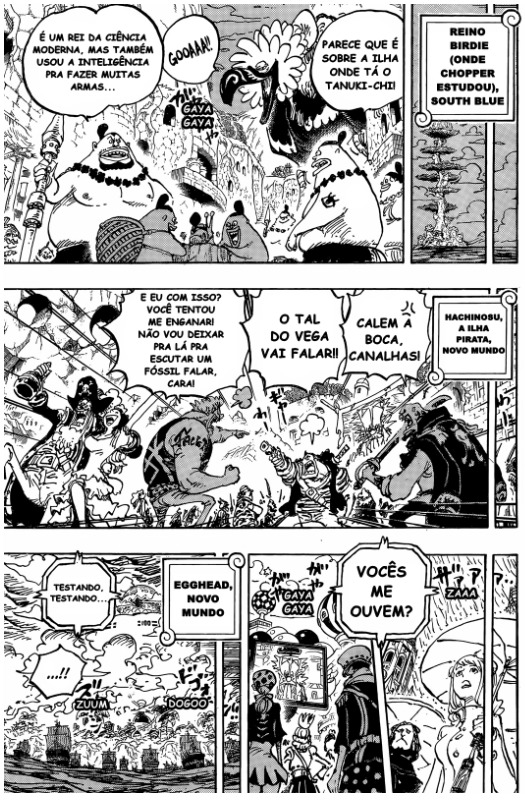 REINO
BIRDIE
(ONDE
CHOPPER
ESTUDOU),
SOUTH BLUE
PARECE QUE É
SOBRE A ILHA
ONDE TÁ O
TANUKI-CHI!
GOOAAA!!
É UM REI DA CIÊNCIA
MODERNA, MAS TAMBÉM
USOU A INTELIGÊNCIA
PRA FAZER MUITAS
ARMAS...
GAYA
GAYA
HACHINOSU,
A ILHA
PIRATA,
NOVO MUNDO
CALEM A
BOCA,
CANALHAS!
O TAL
DO VEGA
VAI FALAR!!
E EU COM ISSO?
VOCÊ TENTOU
ME ENGANAR!
NÃO VOU DEIXAR
PRA LÁ PRA
ESCUTAR UM
FÓSSIL FALAR,
CARA!
ZAAA
VOCÊS
ME
OUVEM?
GAYA
GAYA
EGGHEAD,
NOVO
MUNDO
TESTANDO,
TESTANDO...
....!!
DOGOO
ZUUM